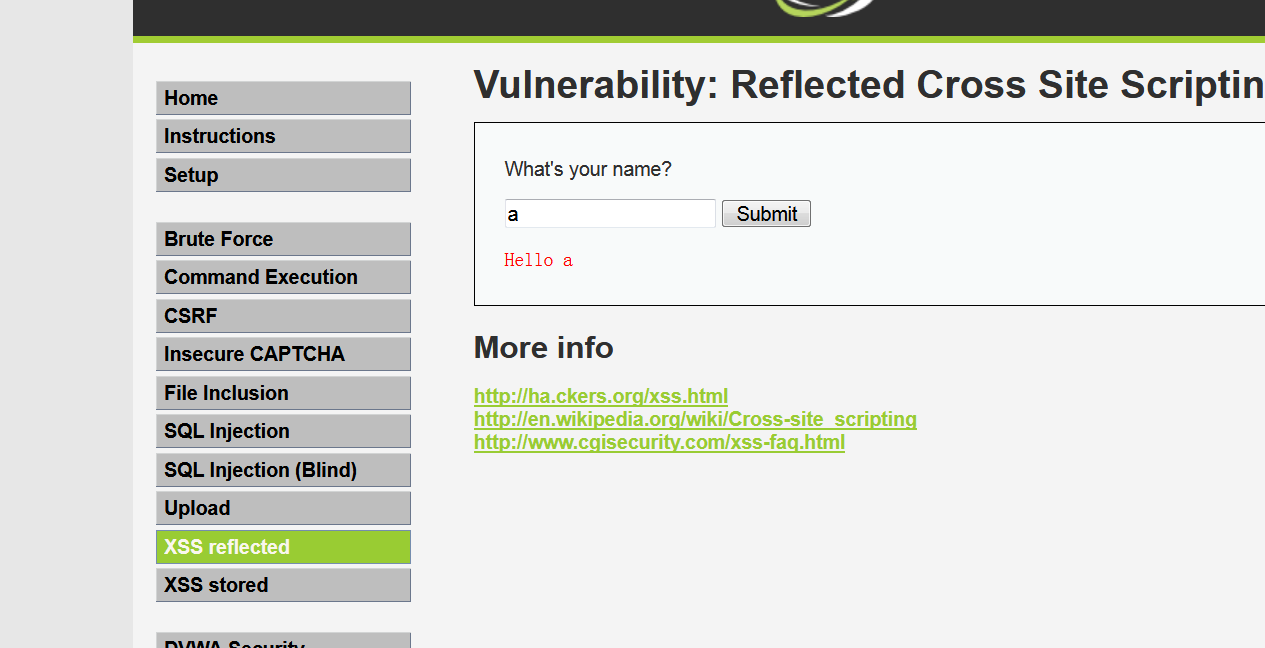 Home
Instructions
Setup
Brute Force
Command Execution
CSRF
Insecure CAPTCHA
File Inclusion
SQL Injection
SQL Injection (Blind)
Upload
XSS reflected
XSS stored
DVWA Security
Vulnerability: Reflected Cross Site Scriptin
What's your name?
a Submit
Hello a
More info
http://ha.ckers.org/xss.html
http://en.wikipedia.org/wiki/Cross-site_scripting
http://www.cgisecurity.com/xss-faq.html